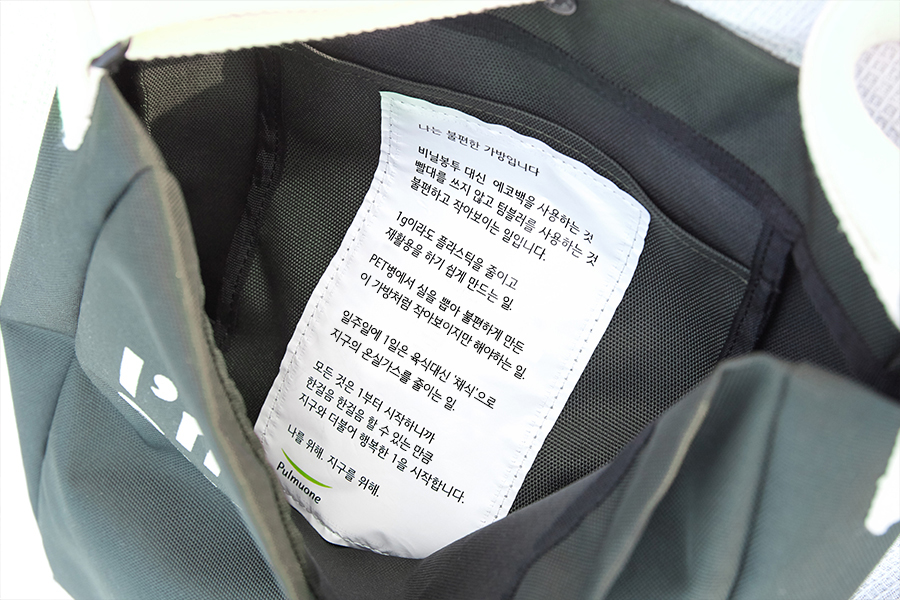 나는 불편한 가방입니다
비닐봉투 대신 에코백을 사용하는 것
빨대를 쓰지 않고 텀블러를 사용하는 것
불편하고 작아보이는 일입니다.
1g이라도 플라스틱을 줄이고
재활용을 하기 쉽게 만드는 일.
PET병에서 실을 뽑아 불편하게 만든
이 가방처럼 작아보이지만 해야하는 일.
일주일에 1일은 육식대신 '채식'으로
지구의 온실가스를 줄이는 일.
모든 것은 1부터 시작하니까
한걸음 한걸음 할 수 있는 만큼
지구와 더불어 행복한 1을 시작합니다.
나를 위해. 지구를 위해.
Pulmuone